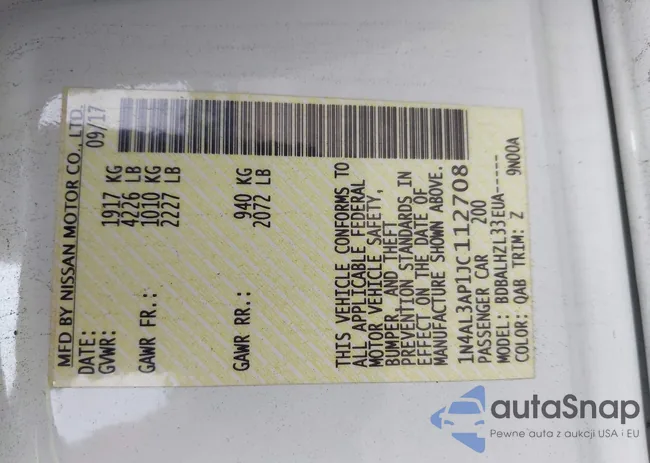 MFD BY NISSAN MOTOR CO., LTD.
DATE: 09/17
GVWR: 1917 KG
4226 LB
GAWR FR.: 1010 KG
2227 LB
GAWR RR.: 940 KG
2072 LB
THIS VEHICLE CONFORMS TO
ALL APPLICABLE FEDERAL
MOTOR VEHICLE SAFETY,
BUMPER, AND THEFT
PREVENTION STANDARDS IN
EFFECT ON THE DATE OF
MANUFACTURE SHOWN ABOVE.
1N4AL3AP1JC112708
PASSENGER CAR 200
MODEL: BDBALHZL33EUA-----
COLOR: QAB TRIM: Z 9N00A
autaSnap
Pewne auta z aukcji USA i EU